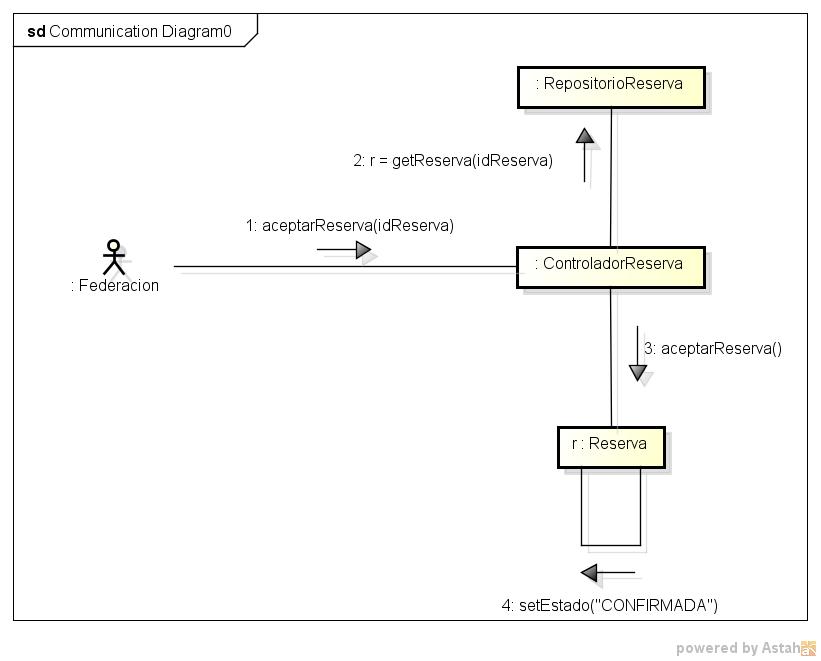 sd Communication Diagram0
: RepositorioReserva
2: r = getReserva(idReserva)
1: aceptarReserva(idReserva)
: ControladorReserva
: Federacion
3: aceptarReserva()
r : Reserva
4: setEstado("CONFIRMADA")
powered by Astah